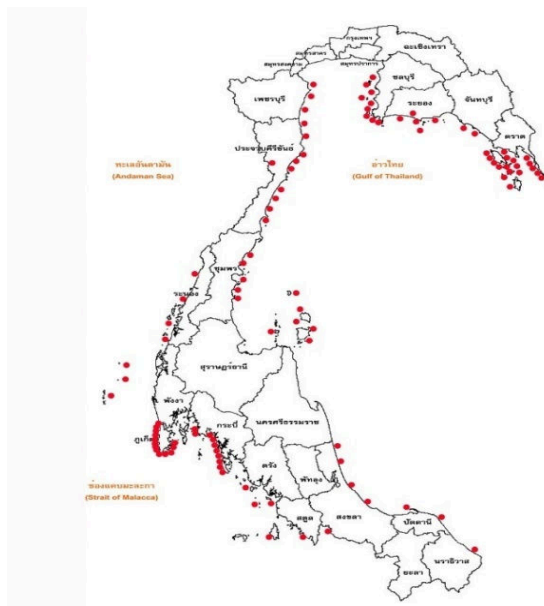 กรุงเทพฯ
สมุทรสาคร
ฉะเชิงเทรา
สมุทรสงคราม
สมุทรปราการ
ชลบุรี
เพชรบุรี
ระยอง
จันทบุรี
ตราด
ประจวบคีรีขันธ์
ทะเลอันดามัน
(Andaman Sea)
อ่าวไทย
(Gulf of Thailand)
ชุมพร
ระนอง
สุราษฎร์ธานี
พังงา
กระบี่
นครศรีธรรมราช
ภูเก็ต
ตรัง
พัทลุง
ช่องแคบมะละกา
(Strait of Malacca)
สตูล
สงขลา
ปัตตานี
ยะลา
นราธิวาส